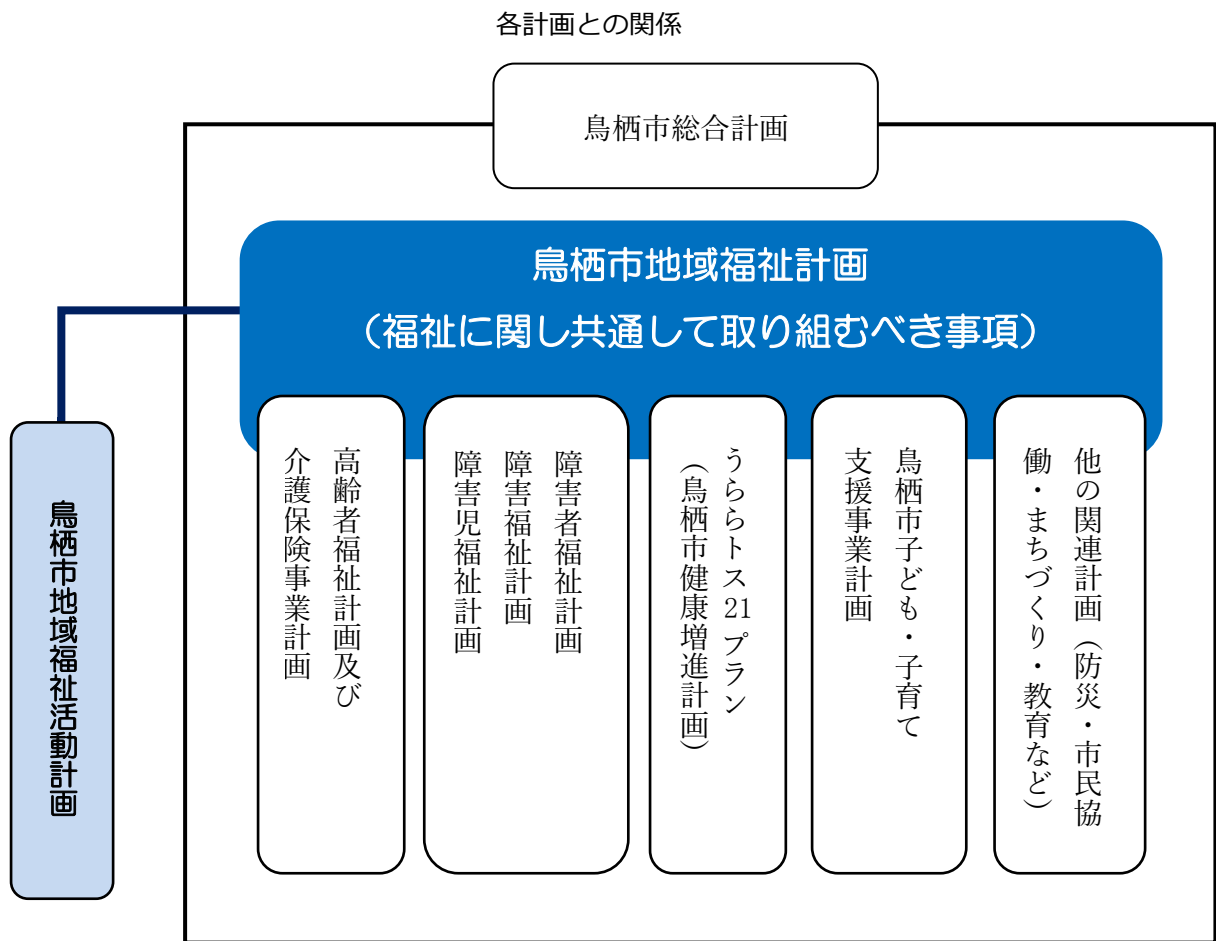 各計画との関係
鳥栖市総合計画
鳥栖市地域福祉計画
（福祉に関し共通して取り組むべき事項）
鳥栖市地域福祉活動計画
高齢者福祉計画及び
介護保険事業計画
障害者福祉計画
障害福祉計画
障害児福祉計画
うららトス21プラン
（鳥栖市健康増進計画）
鳥栖市子ども・子育て
支援事業計画
他の関連計画（防災・市民協
働・まちづくり・教育など）